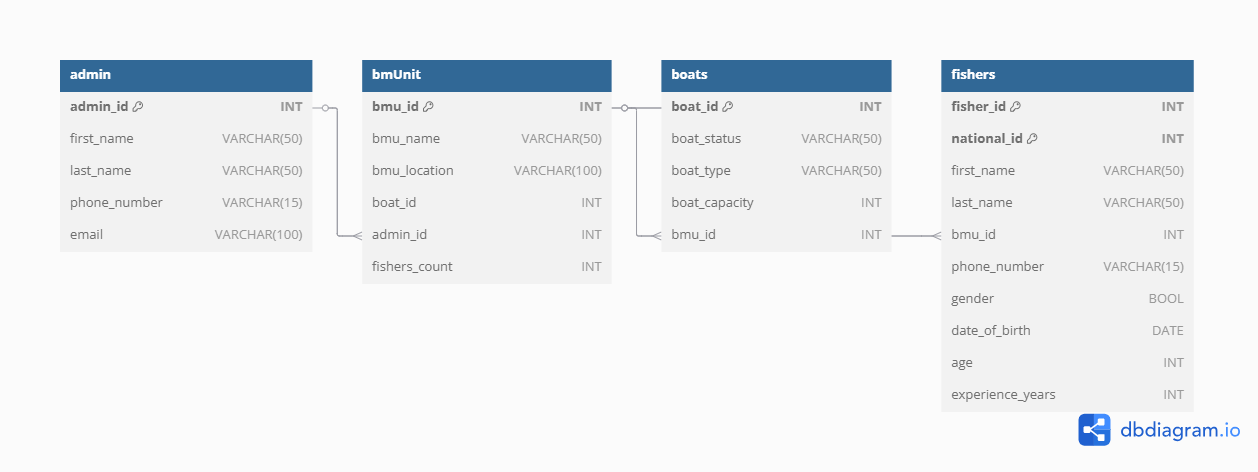 admin
admin_id INT
first_name VARCHAR(50)
last_name VARCHAR(50)
phone_number VARCHAR(15)
email VARCHAR(100)
bmUnit
bmu_id INT
bmu_name VARCHAR(50)
bmu_location VARCHAR(100)
boat_id INT
admin_id INT
fishers_count INT
boats
boat_id INT
boat_status VARCHAR(50)
boat_type VARCHAR(50)
boat_capacity INT
bmu_id INT
fishers
fisher_id INT
national_id INT
first_name VARCHAR(50)
last_name VARCHAR(50)
bmu_id INT
phone_number VARCHAR(15)
gender BOOL
date_of_birth DATE
age INT
experience_years INT
dbdiagram.io